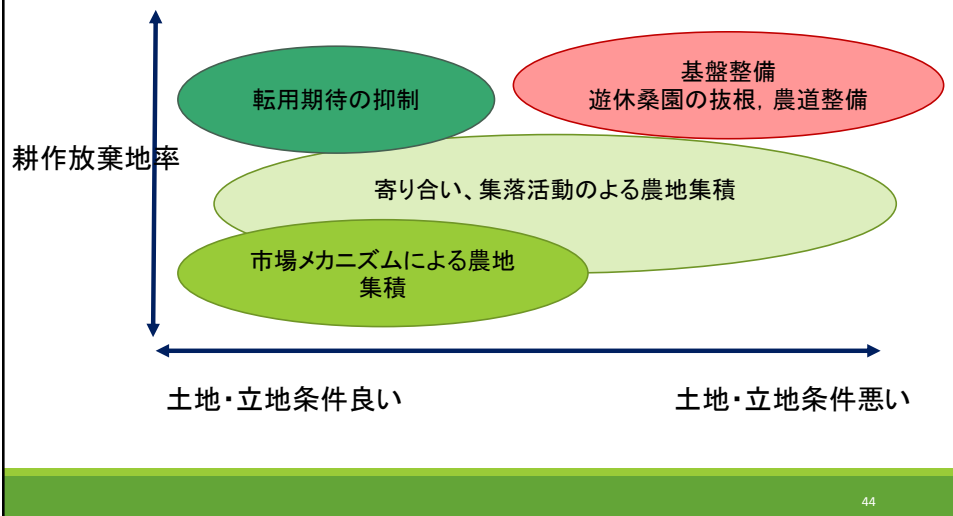 転用期待の抑制
基盤整備
遊休桑園の抜根,農道整備
耕作放棄地率
寄り合い、集落活動のよる農地集積
市場メカニズムによる農地
集積
土地・立地条件良い
土地・立地条件悪い
44